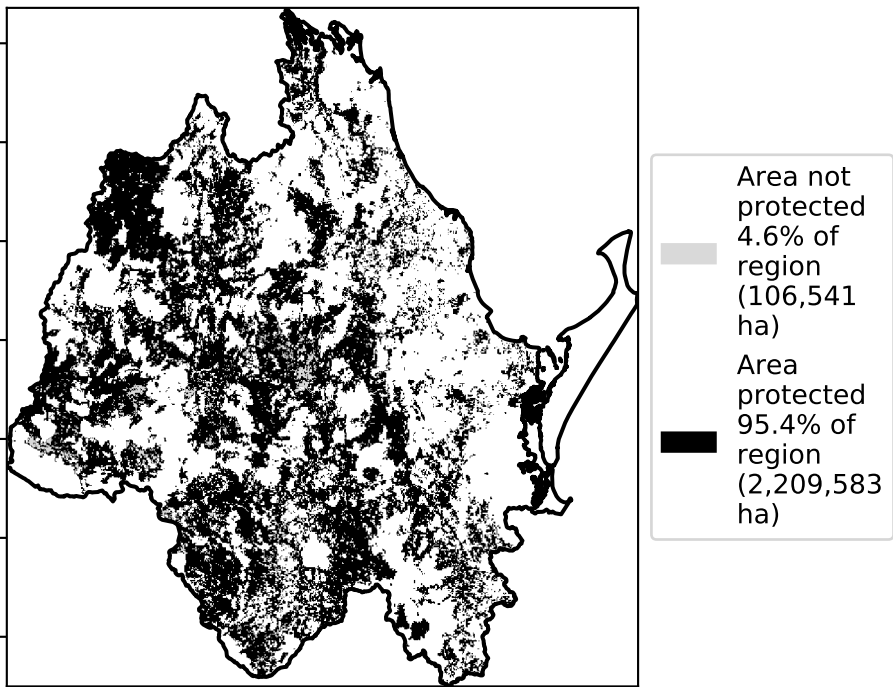 Area not
protected
4.6% of
region
(106,541
ha)
Area
protected
95.4% of
region
(2,209,583
ha)